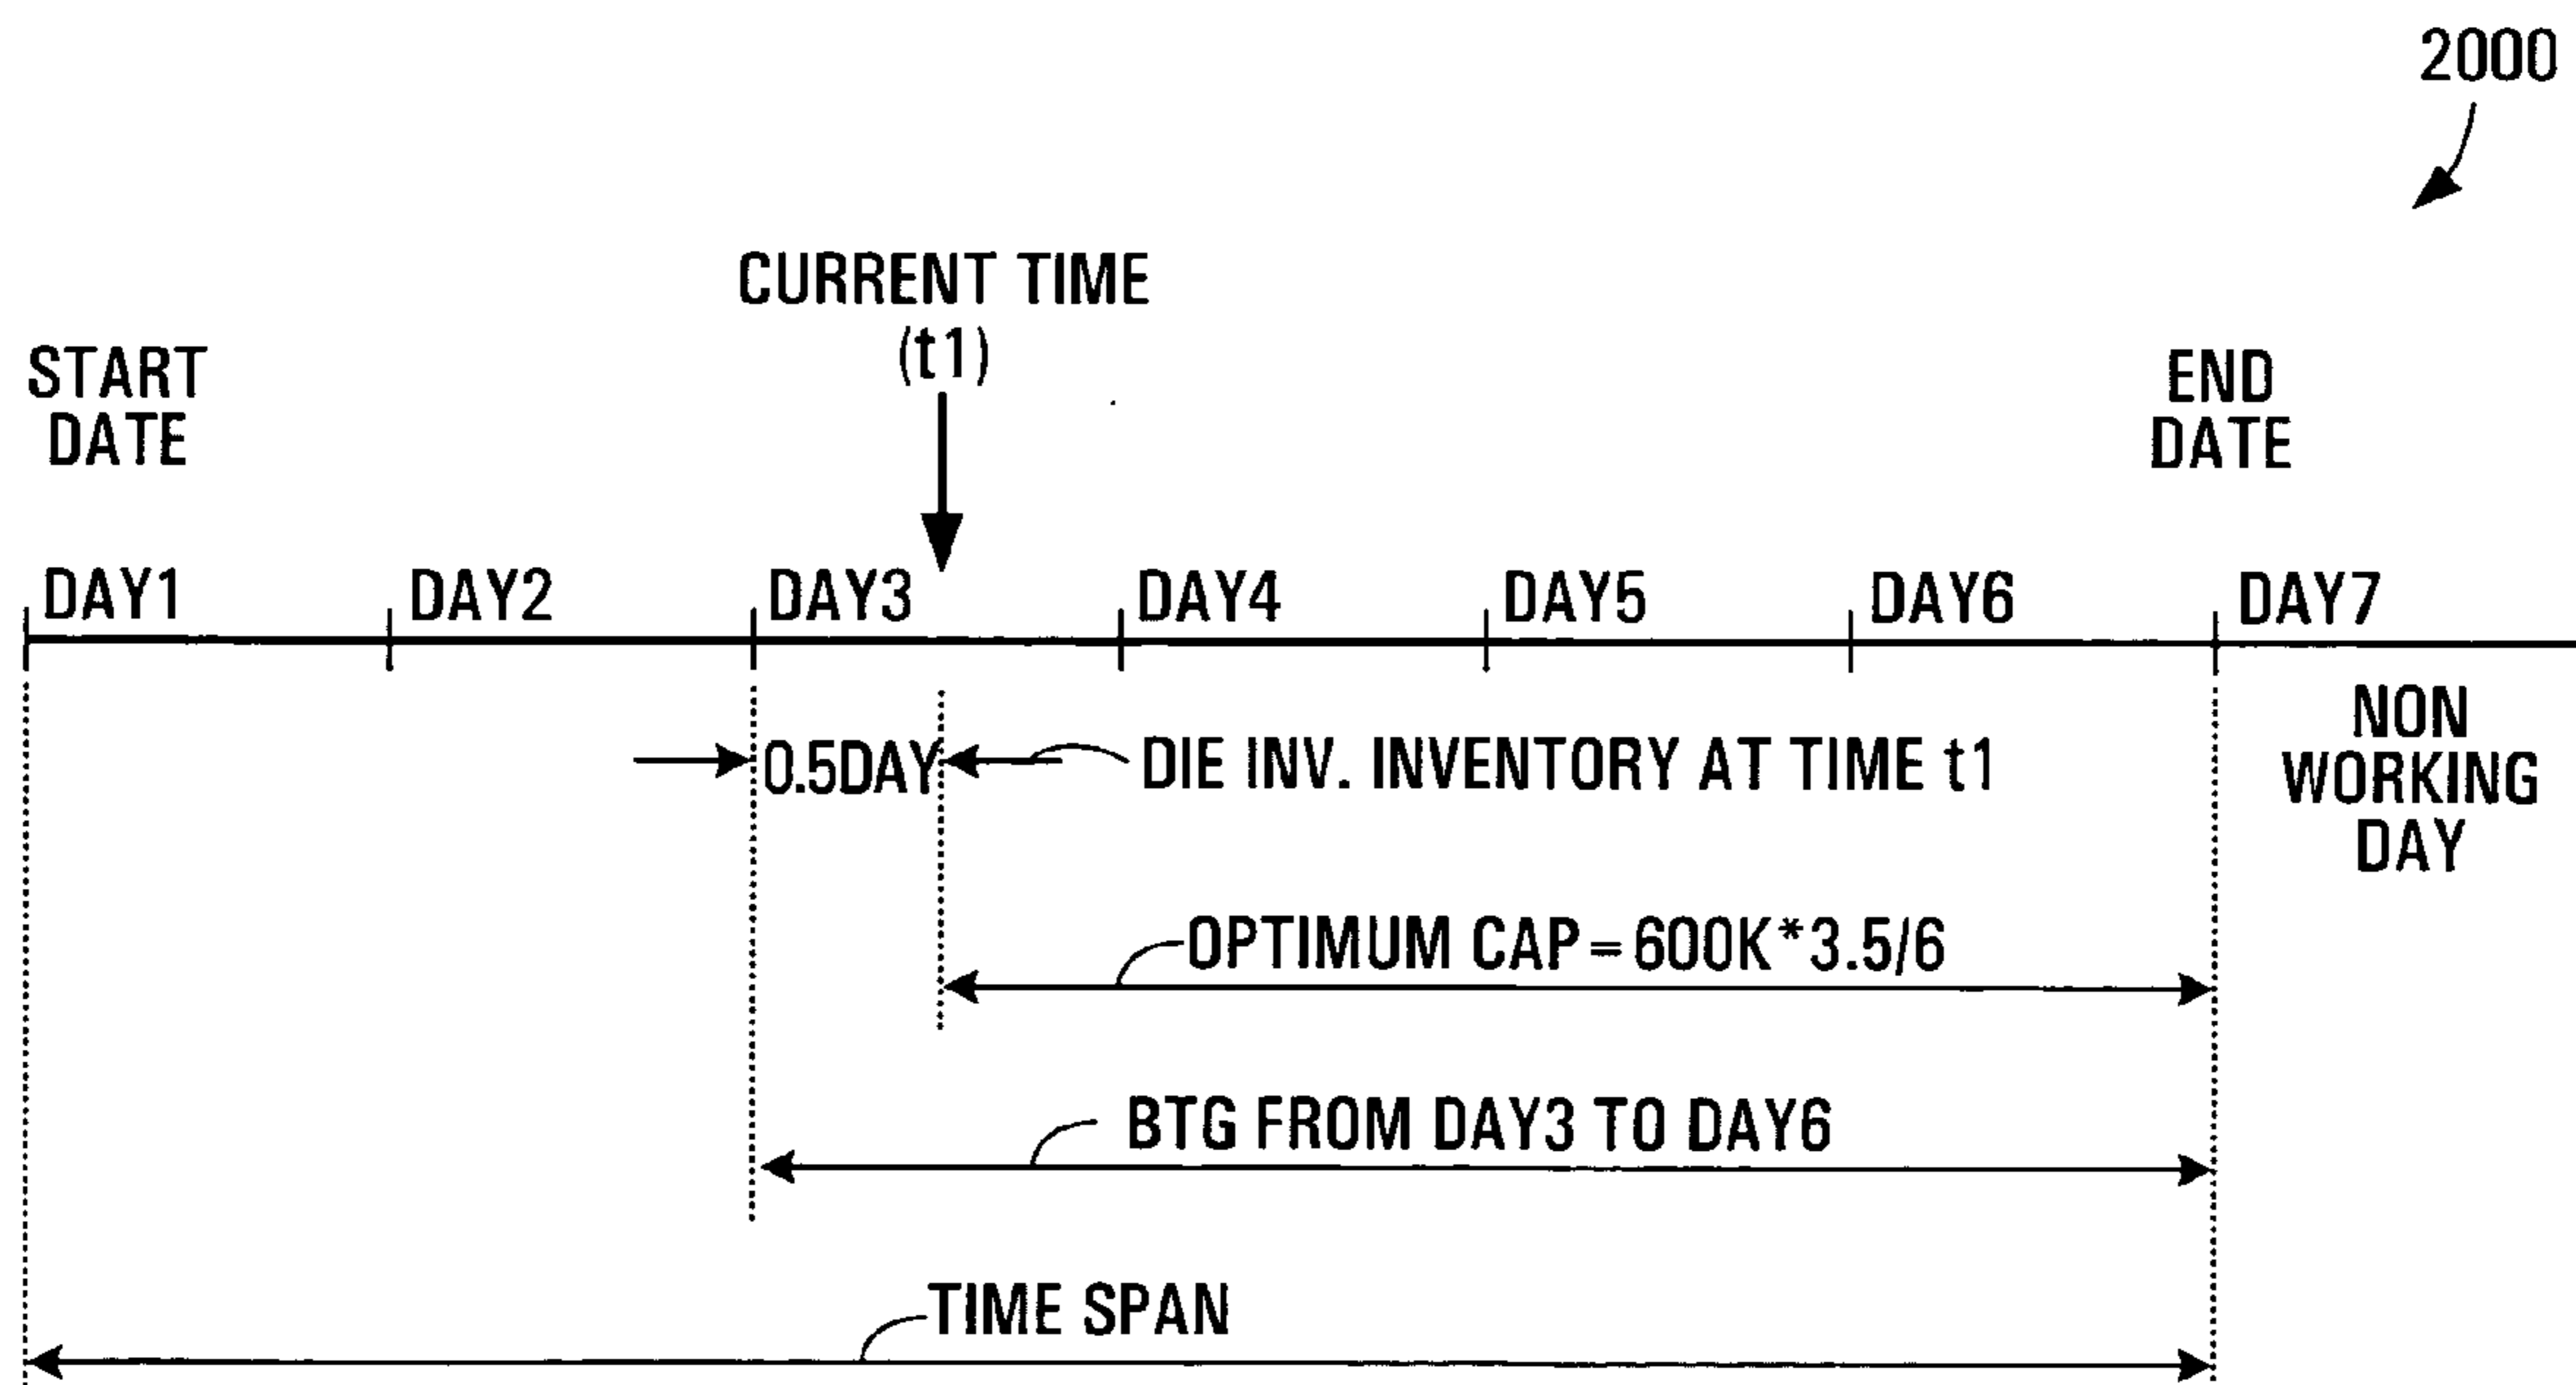 2000
CURRENT TIME
(t1)
START
DATE
END
DATE
DAY1 DAY2 DAY3 DAY4 DAY5 DAY6 DAY7
0.5DAY DIE INV. INVENTORY AT TIME t1
NON
WORKING
DAY
OPTIMUM CAP=600K*3.5/6
BTG FROM DAY3 TO DAY6
TIME SPAN